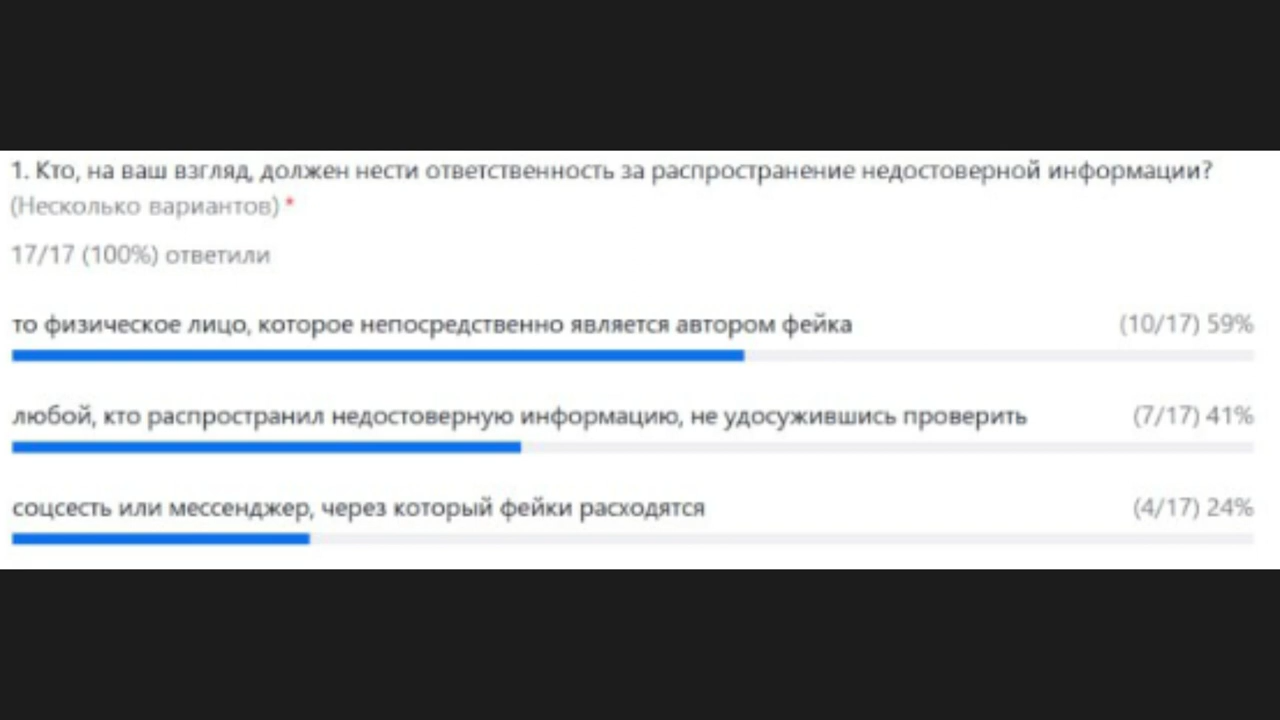 1. Кто, на ваш взгляд, должен нести ответственность за распространение недостоверной информации?
(Несколько вариантов) *
17/17 (100%) ответили
то физическое лицо, которое непосредственно является автором фейка (10/17) 59%
любой, кто распространил недостоверную информацию, не удосужившись проверить (7/17) 41%
соцсесть или мессенджер, через который фейки расходятся (4/17) 24%